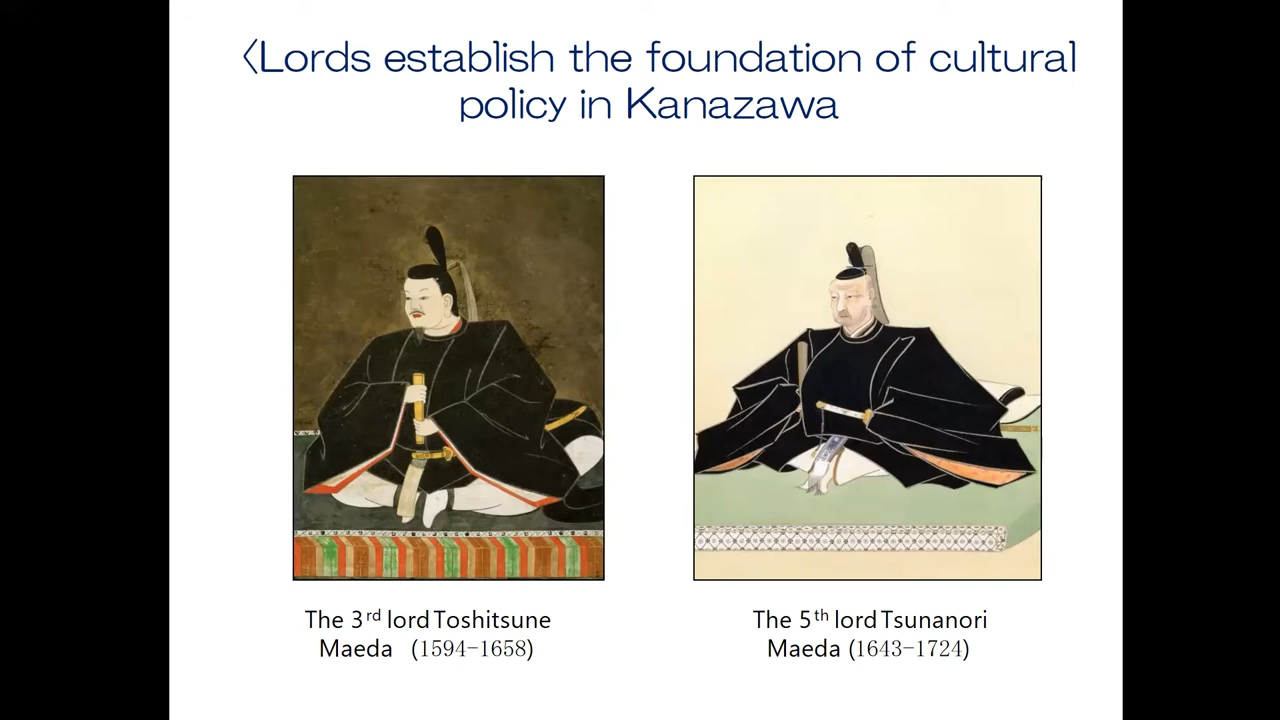 〈Lords establish the foundation of cultural
policy in Kanazawa
The 3rd lord Toshitsune
Maeda (1594-1658)
The 5th lord Tsunanori
Maeda (1643-1724)